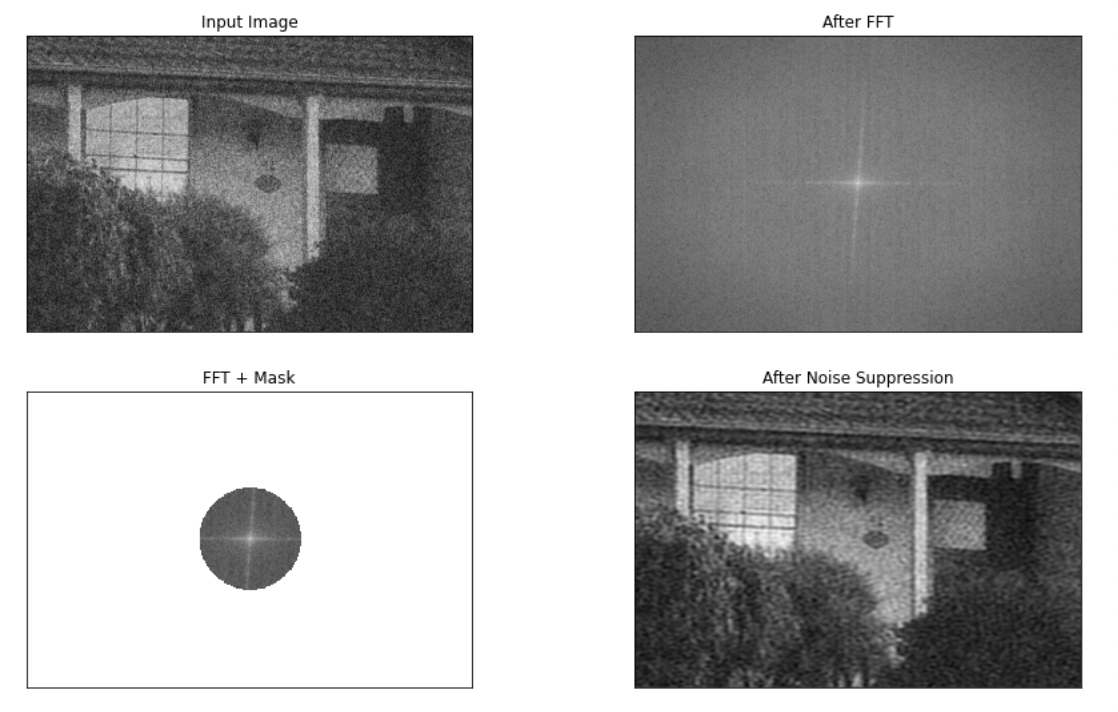 Input Image
After FFT
FFT + Mask
After Noise Suppression